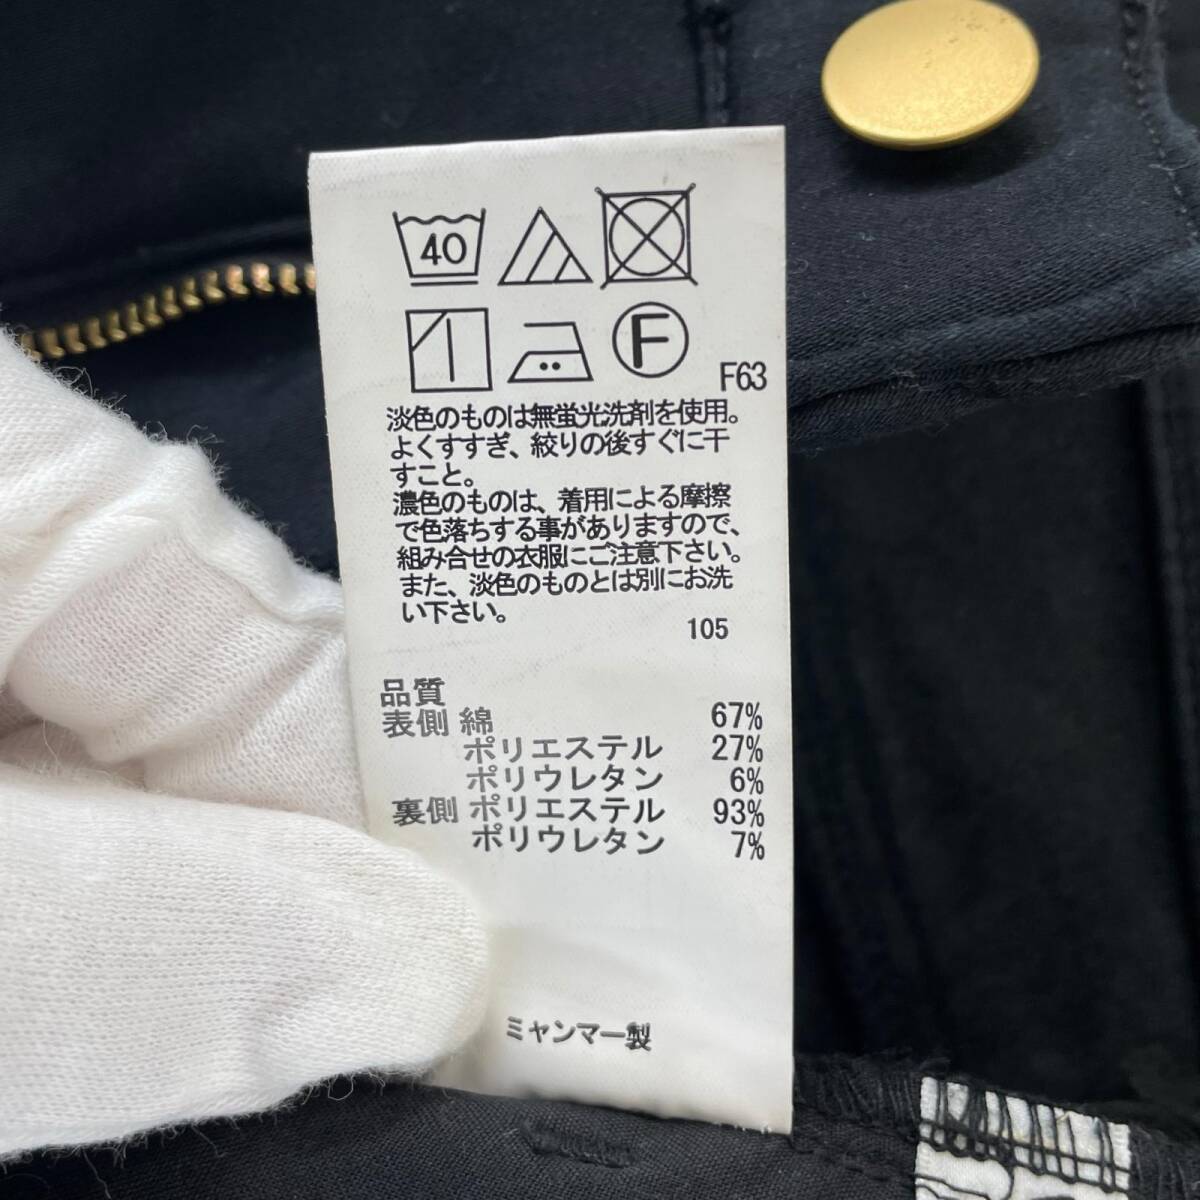 40
F
F63
淡色のものは無蛍光洗剤を使用。
よくすすぎ、絞りの後すぐに干
すこと。
濃色のものは、着用による摩擦
で色落ちする事がありますので、
組み合せの衣服にご注意下さい。
また、淡色のものとは別にお洗
い下さい。
105
品質
表側 綿 67%
ポリエステル 27%
ポリウレタン 6%
裏側 ポリエステル 93%
ポリウレタン 7%
ミャンマー製